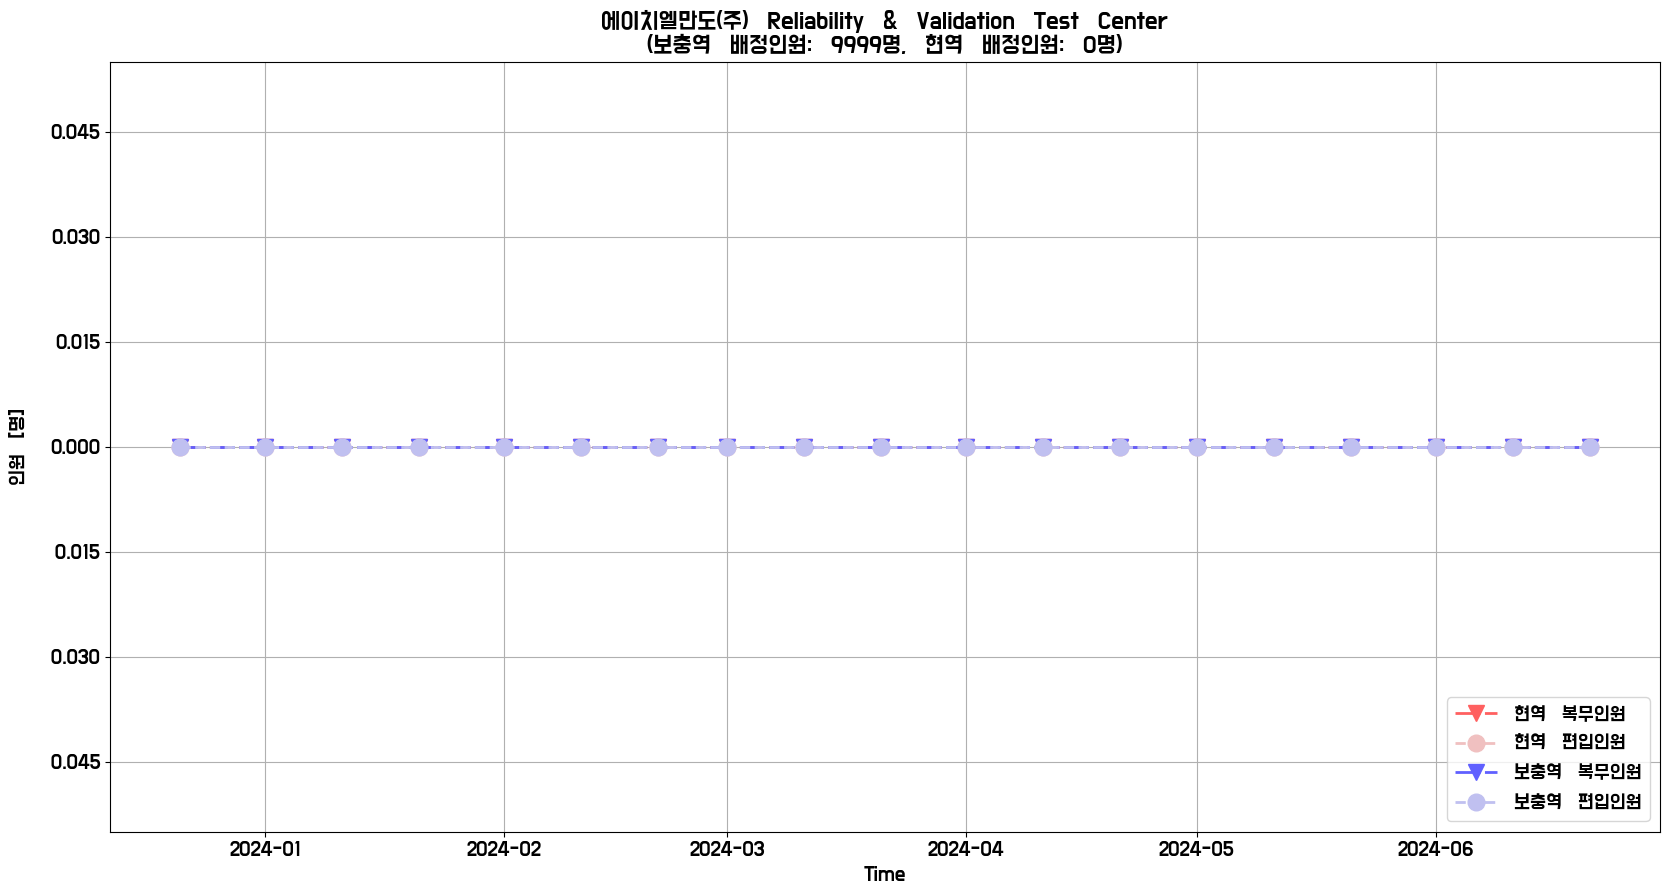 에이치엘만도(주) Reliability & Validation Test Center
(보충역 배정인원: 9999명, 현역 배정인원: 0명)
0.045
0.030
0.015
0.000
0.015
0.030
0.045
인원 [명]
현역 복무인원
현역 편입인원
보충역 복무인원
보충역 편입인원
2024-01 2024-02 2024-03 2024-04 2024-05 2024-06
Time